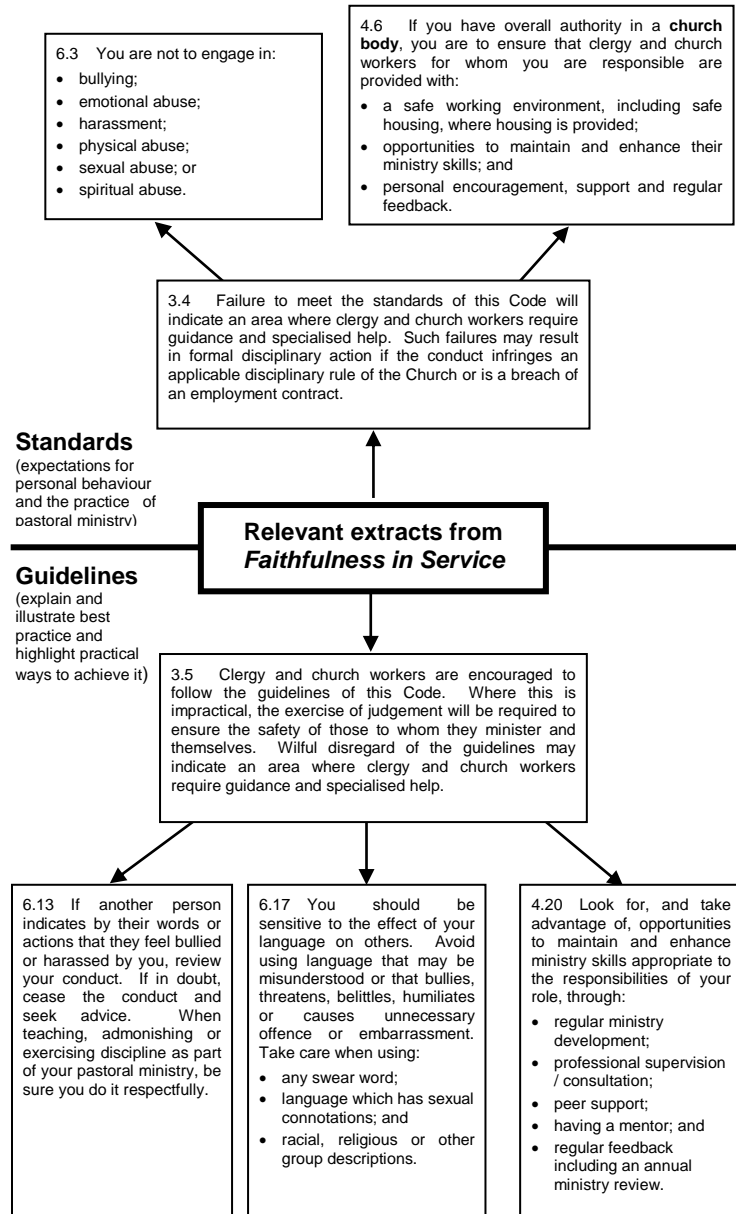 6.3 You are not to engage in:
• bullying;
• emotional abuse;
• harassment;
• physical abuse;
• sexual abuse; or
• spiritual abuse.
4.6 If you have overall authority in a church
body, you are to ensure that clergy and church
workers for whom you are responsible are
provided with:
• a safe working environment, including safe
housing, where housing is provided;
• opportunities to maintain and enhance their
ministry skills; and
• personal encouragement, support and regular
feedback.
3.4 Failure to meet the standards of this Code will
indicate an area where clergy and church workers require
guidance and specialised help. Such failures may result
in formal disciplinary action if the conduct infringes an
applicable disciplinary rule of the Church or is a breach of
an employment contract.
Standards
(expectations for
personal behaviour
and the practice of
pastoral ministry)
Relevant extracts from
Faithfulness in Service
Guidelines
(explain and
illustrate best
practice and
highlight practical
ways to achieve it)
3.5 Clergy and church workers are encouraged to
follow the guidelines of this Code. Where this is
impractical, the exercise of judgement will be required to
ensure the safety of those to whom they minister and
themselves. Wilful disregard of the guidelines may
indicate an area where clergy and church workers
require guidance and specialised help.
6.13 If another person
indicates by their words or
actions that they feel bullied
or harassed by you, review
your conduct. If in doubt,
cease the conduct and
seek advice. When
teaching, admonishing or
exercising discipline as part
of your pastoral ministry, be
sure you do it respectfully.
6.17 You should be
sensitive to the effect of your
language on others. Avoid
using language that may be
misunderstood or that bullies,
threatens, belittles, humiliates
or causes unnecessary
offence or embarrassment.
Take care when using:
• any swear word;
• language which has sexual
connotations; and
• racial, religious or other
group descriptions.
4.20 Look for, and take
advantage of, opportunities
to maintain and enhance
ministry skills appropriate to
the responsibilities of your
role, through:
• regular ministry
development;
• professional supervision
/ consultation;
• peer support;
• having a mentor; and
• regular feedback
including an annual
ministry review.